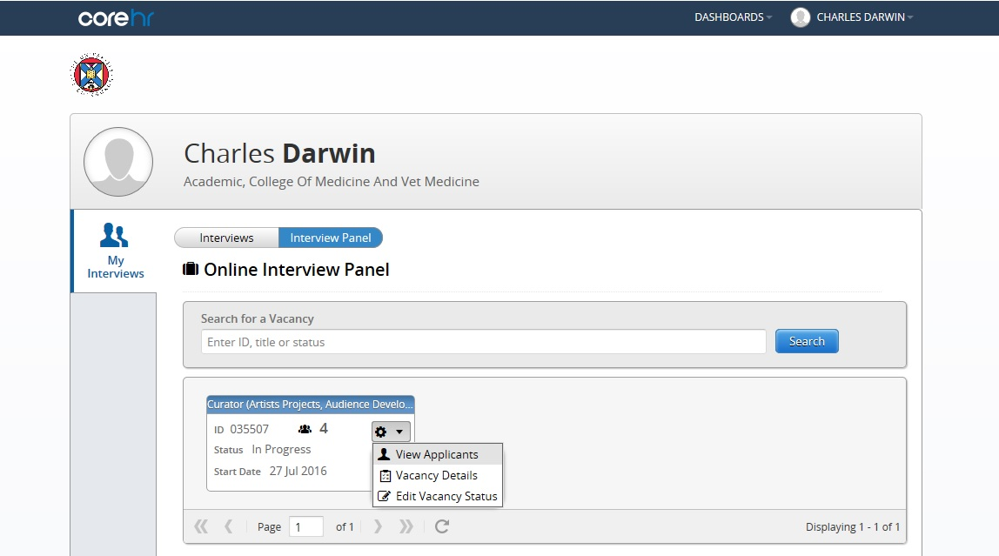 corehr
DASHBOARDS
CHARLES DARWIN
Charles Darwin
Academic, College Of Medicine And Vet Medicine
My
Interviews
Interviews
Interview Panel
Online Interview Panel
Search for a Vacancy
Enter ID, title or status
Search
Curator (Artists Projects, Audience Develo...
ID 035507 4
Status In Progress
Start Date 27 Jul 2016
View Applicants
Vacancy Details
Edit Vacancy Status
Page 1 of 1
Displaying 1 - 1 of 1